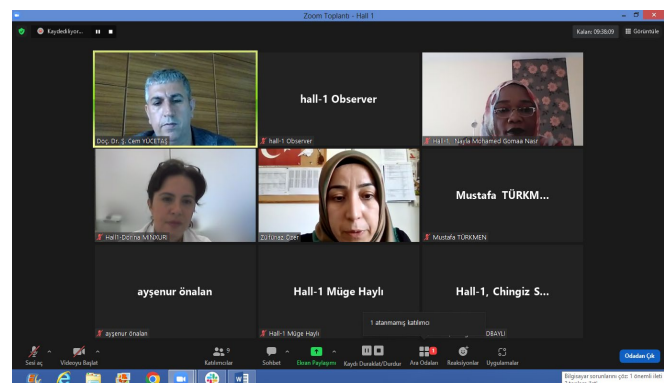 Zoom Toplantı - Hall 1
Kaydediliyor...
Kalan: 09:38:09
Görüntüle
Doç. Dr. Ş. Cem YÜCETAŞ
hall-1 Observer
hall-1 Observer
Hall-1, Nayla Mohamed Gomaa Nasr
Hall1-Dorina MINXURI
Zülfünaz Özer
Mustafa TÜRKM...
Mustafa TÜRKMEN
ayşenur önalan
ayşenur önalan
Hall-1 Müge Haylı
Hall-1 Müge Haylı
Hall-1, Chingiz S...
1 atanmamış katılımcı
DBAYLI
Sesi aç
Videoyu Başlat
9
Katılımcılar
Sohbet
Ekran Paylaşımı
Kaydı Duraklat/Durdur
Ara Odaları
Reaksiyonlar
Uygulamalar
Odadan Çık
Bilgisayar sorunlarını çöz: 1 önemli ileti